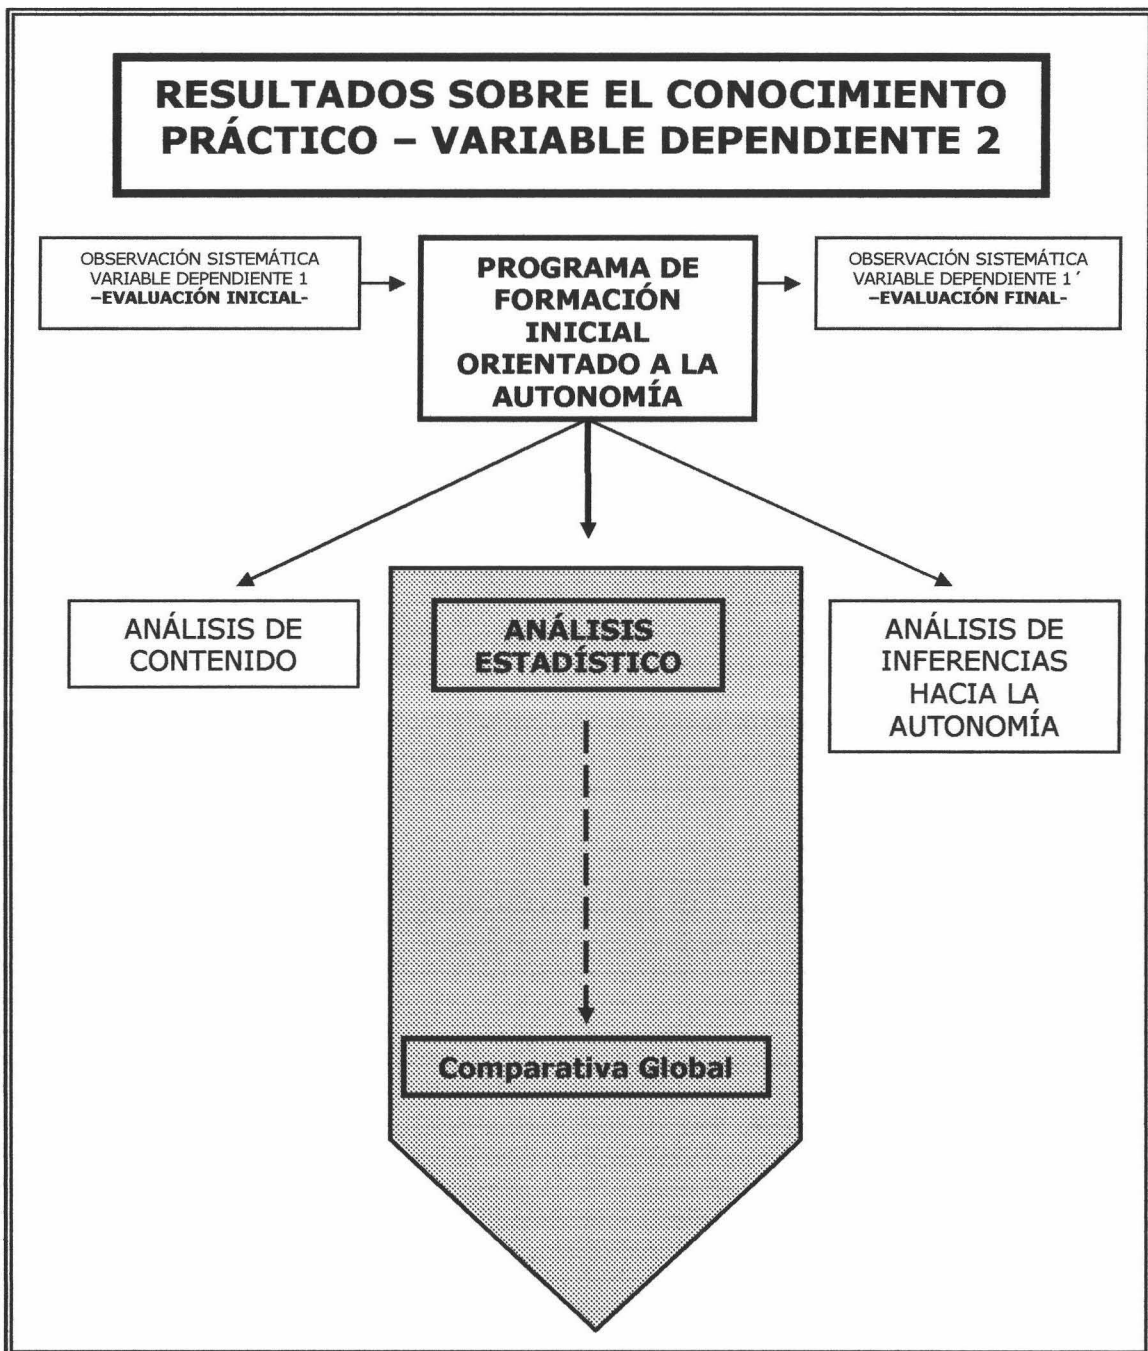 RESULTADOS SOBRE EL CONOCIMIENTO
PRÁCTICO – VARIABLE DEPENDIENTE 2
OBSERVACIÓN SISTEMÁTICA
VARIABLE DEPENDIENTE 1
–EVALUACIÓN INICIAL-
PROGRAMA DE
FORMACIÓN
INICIAL
ORIENTADO A LA
AUTONOMÍA
OBSERVACIÓN SISTEMÁTICA
VARIABLE DEPENDIENTE 1´
–EVALUACIÓN FINAL-
ANÁLISIS DE
CONTENIDO
ANÁLISIS
ESTADÍSTICO
ANÁLISIS DE
INFERENCIAS
HACIA LA
AUTONOMÍA
Comparativa Global